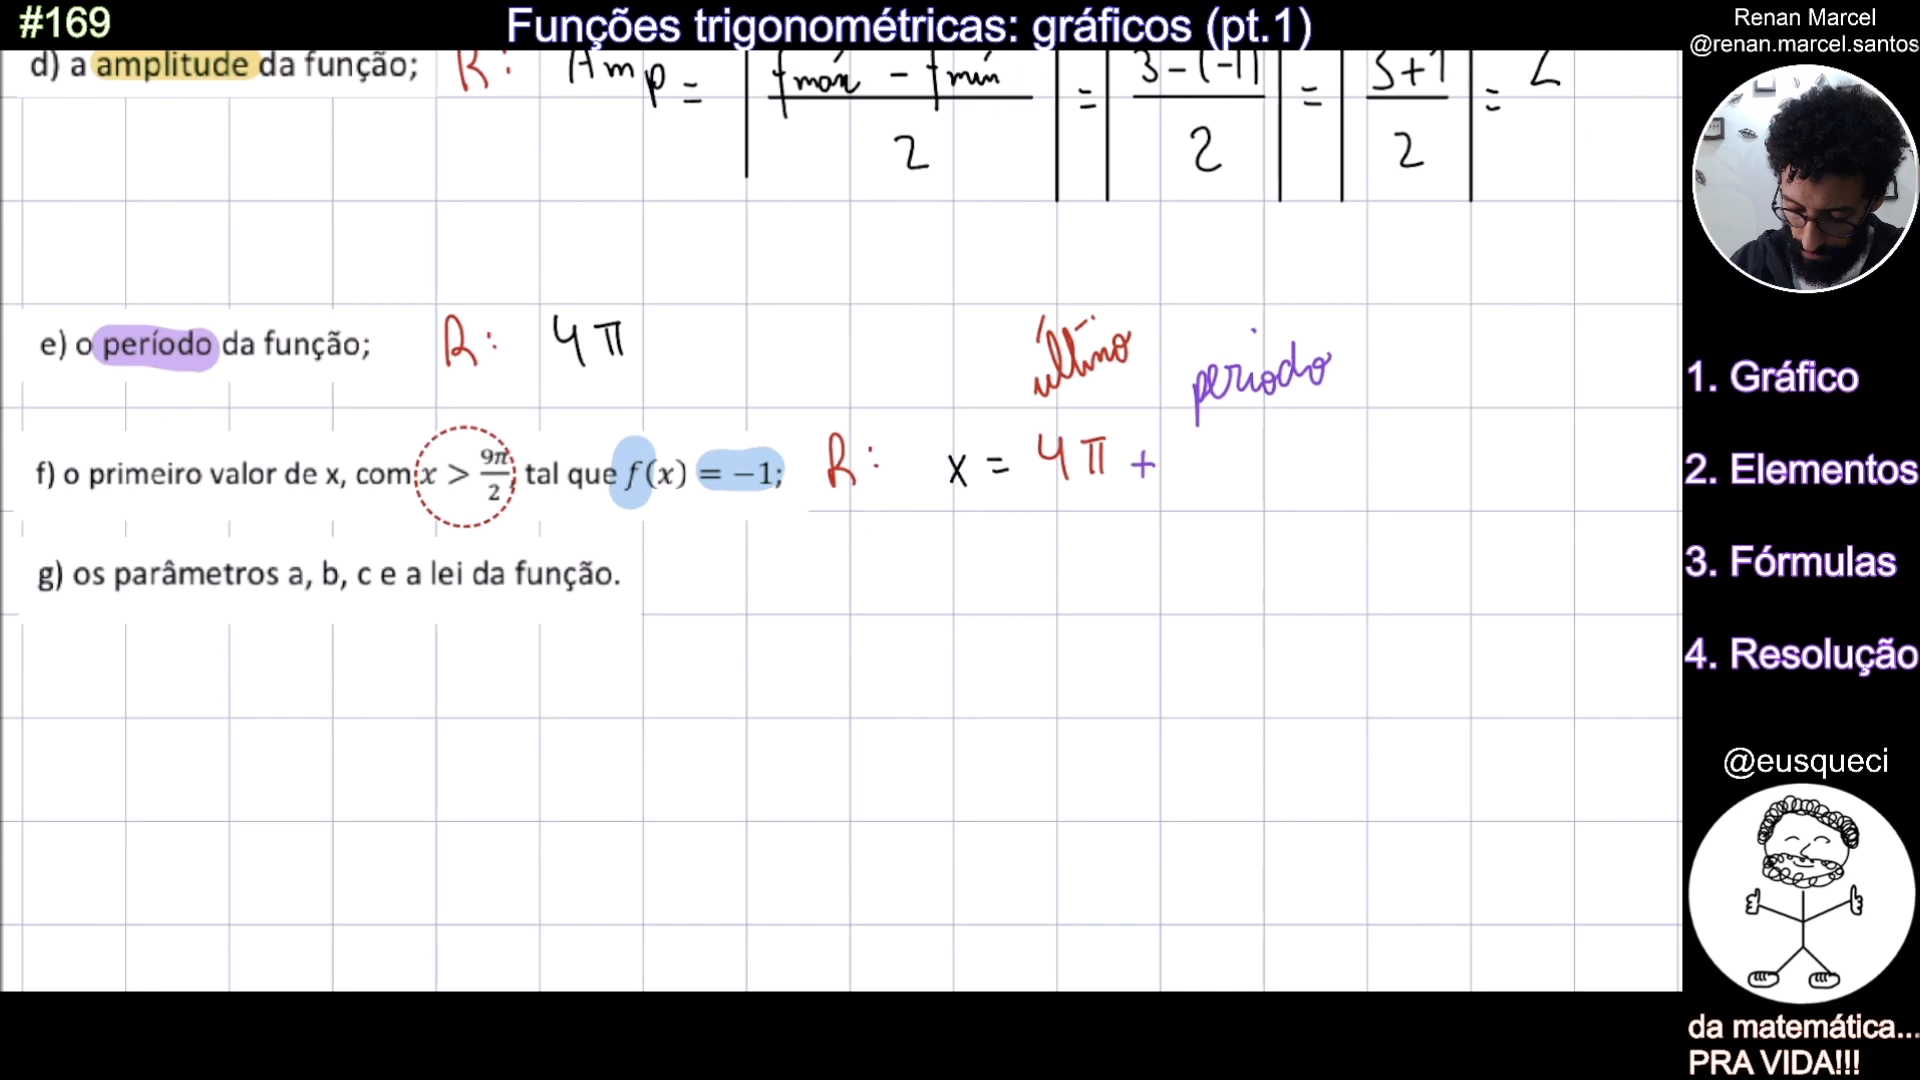 #169
Funções trigonométricas: gráficos (pt.1)
Renan Marcel
@renan.marcel.santos
d) a amplitude da função; R: Amp = | fmáx - fmín / 2 | = | 3-(-1) / 2 | = | 3+1 / 2 | = 2
e) o período da função; R: 4π
último
período
f) o primeiro valor de x, com x > 9π/2, tal que f(x) = −1; R: x = 4π +
g) os parâmetros a, b, c e a lei da função.
1. Gráfico
2. Elementos
3. Fórmulas
4. Resolução
@eusqueci
da matemática...
PRA VIDA!!!